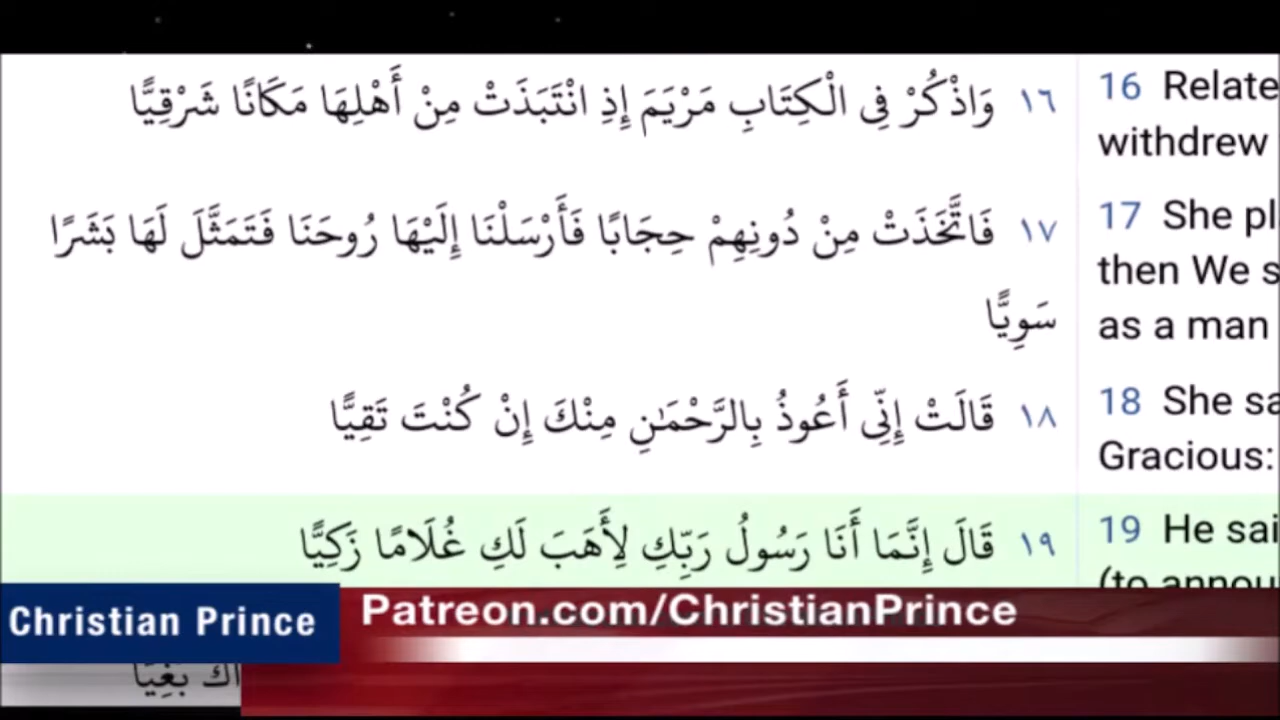 ١٦ وَاذْكُرْ فِى الْكِتَابِ مَرْيَمَ إِذِ انْتَبَذَتْ مِنْ أَهْلِهَا مَكَانًا شَرْقِيًّا
١٧ فَاتَّخَذَتْ مِنْ دُونِهِمْ حِجَابًا فَأَرْسَلْنَا إِلَيْهَا رُوحَنَا فَتَمَثَّلَ لَهَا بَشَرًا
سَوِيًّا
١٨ قَالَتْ إِنِّى أَعُوذُ بِالرَّحْمَٰنِ مِنْكَ إِنْ كُنْتَ تَقِيًّا
١٩ قَالَ إِنَّمَا أَنَا رَسُولُ رَبِّكِ لِأَهَبَ لَكِ غُلَامًا زَكِيًّا
16 Relate
withdrew
17 She pl
then We s
as a man
18 She sa
Gracious:
19 He sai
(to annou
Christian Prince
Patreon.com/ChristianPrince
بَغِيًّا